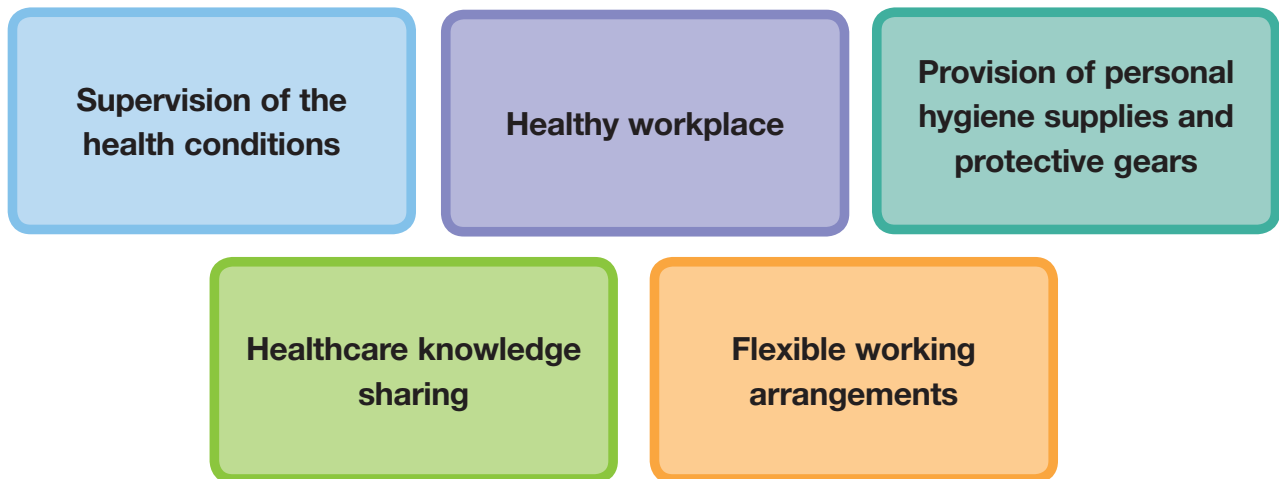 Supervision of the
health conditions
Healthy workplace
Provision of personal
hygiene supplies and
protective gears
Healthcare knowledge
sharing
Flexible working
arrangements